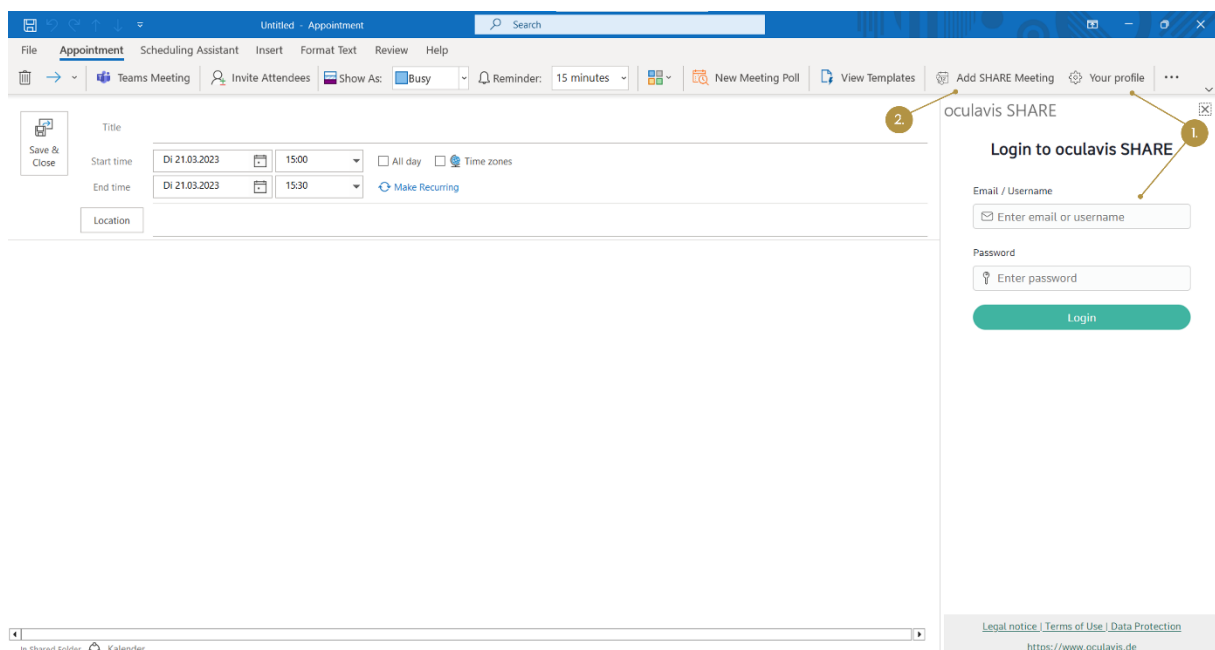 Untitled - Appointment
Search
File Appointment Scheduling Assistant Insert Format Text Review Help
Teams Meeting Invite Attendees Show As: Busy Reminder: 15 minutes New Meeting Poll View Templates Add SHARE Meeting Your profile ...
2.
1.
oculavis SHARE
Save & Close
Title
Start time Di 21.03.2023 15:00 All day Time zones
End time Di 21.03.2023 15:30 Make Recurring
Location
Login to oculavis SHARE
Email / Username
Enter email or username
Password
Enter password
Login
Legal notice | Terms of Use | Data Protection
https://www.oculavis.de
In Shared Folder Kalender